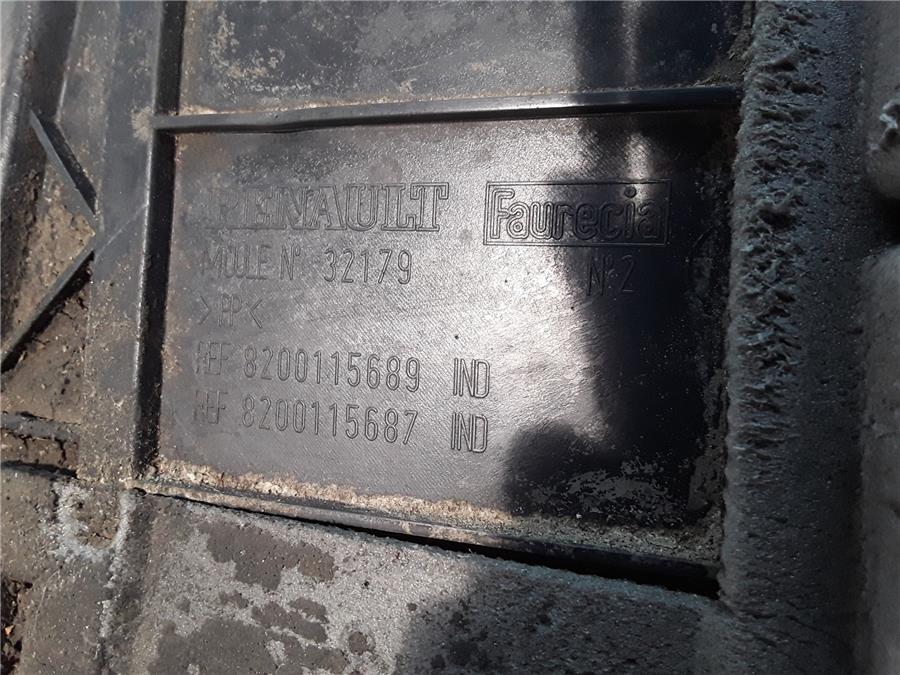 RENAULT Faurecia
MOULE N° 32179 N°2
>PP<
REF 8200115689 IND
REF 8200115687 IND